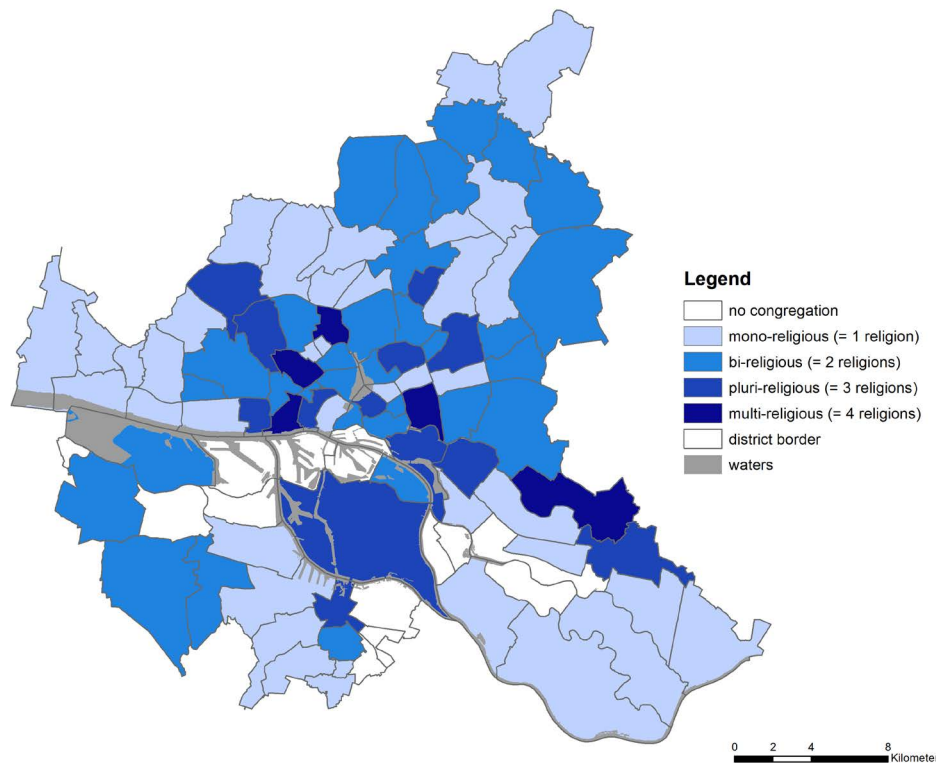 Legend
no congregation
mono-religious (= 1 religion)
bi-religious (= 2 religions)
pluri-religious (= 3 religions)
multi-religious (= 4 religions)
district border
waters
0 2 4 8
Kilometer